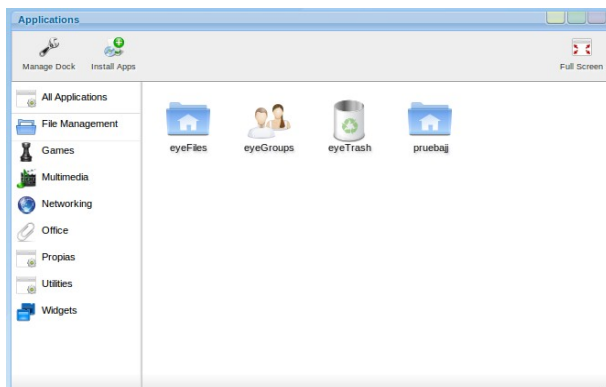 Applications
Manage Dock
Install Apps
Full Screen
All Applications
File Management
Games
Multimedia
Networking
Office
Propias
Utilities
Widgets
eyeFiles
eyeGroups
eyeTrash
pruebajj